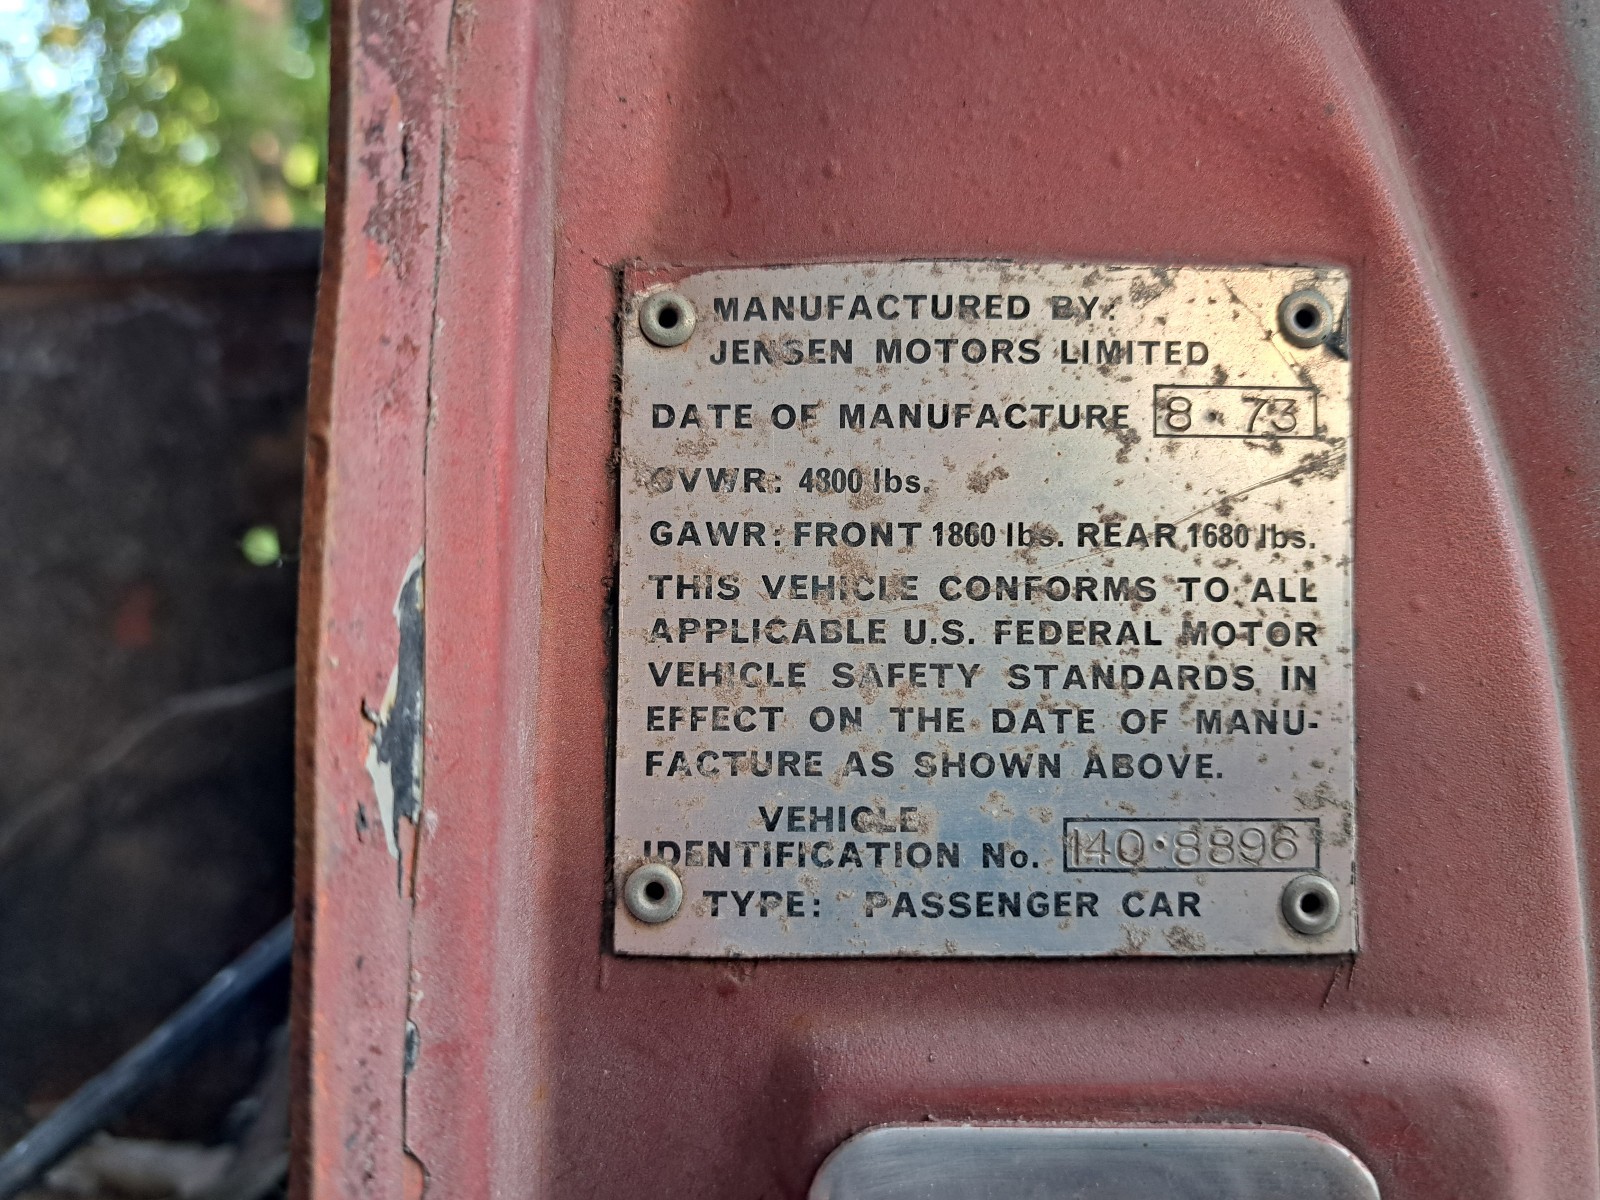 MANUFACTURED BY:
JENSEN MOTORS LIMITED
DATE OF MANUFACTURE 8 · 73
GVWR: 4800 lbs.
GAWR: FRONT 1860 lbs. REAR 1680 lbs.
THIS VEHICLE CONFORMS TO ALL
APPLICABLE U.S. FEDERAL MOTOR
VEHICLE SAFETY STANDARDS IN
EFFECT ON THE DATE OF MANU-
FACTURE AS SHOWN ABOVE.
VEHICLE
IDENTIFICATION No. 140·8896
TYPE: PASSENGER CAR